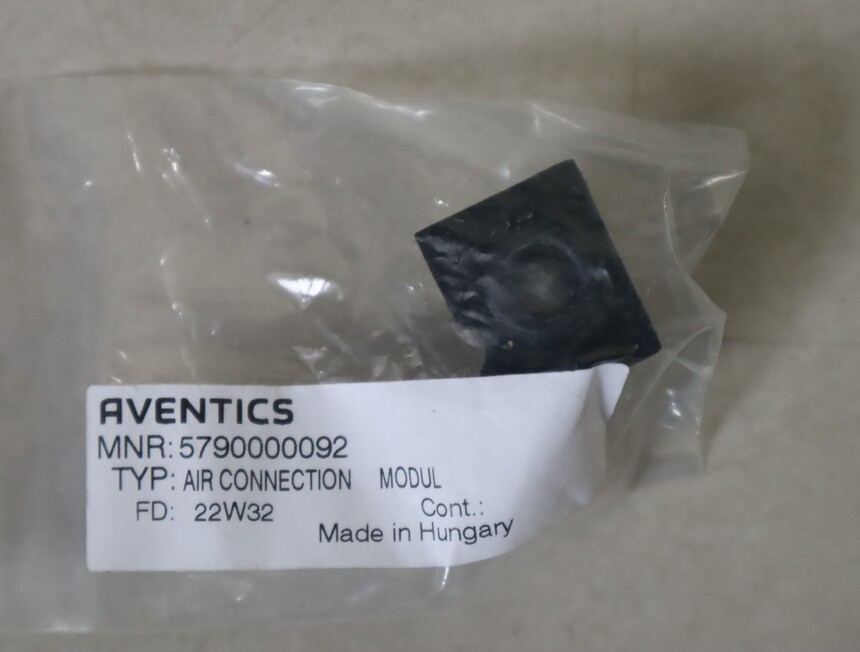 AVENTICS
MNR: 5790000092
TYP: AIR CONNECTION MODUL
FD: 22W32 Cont.:
Made in Hungary